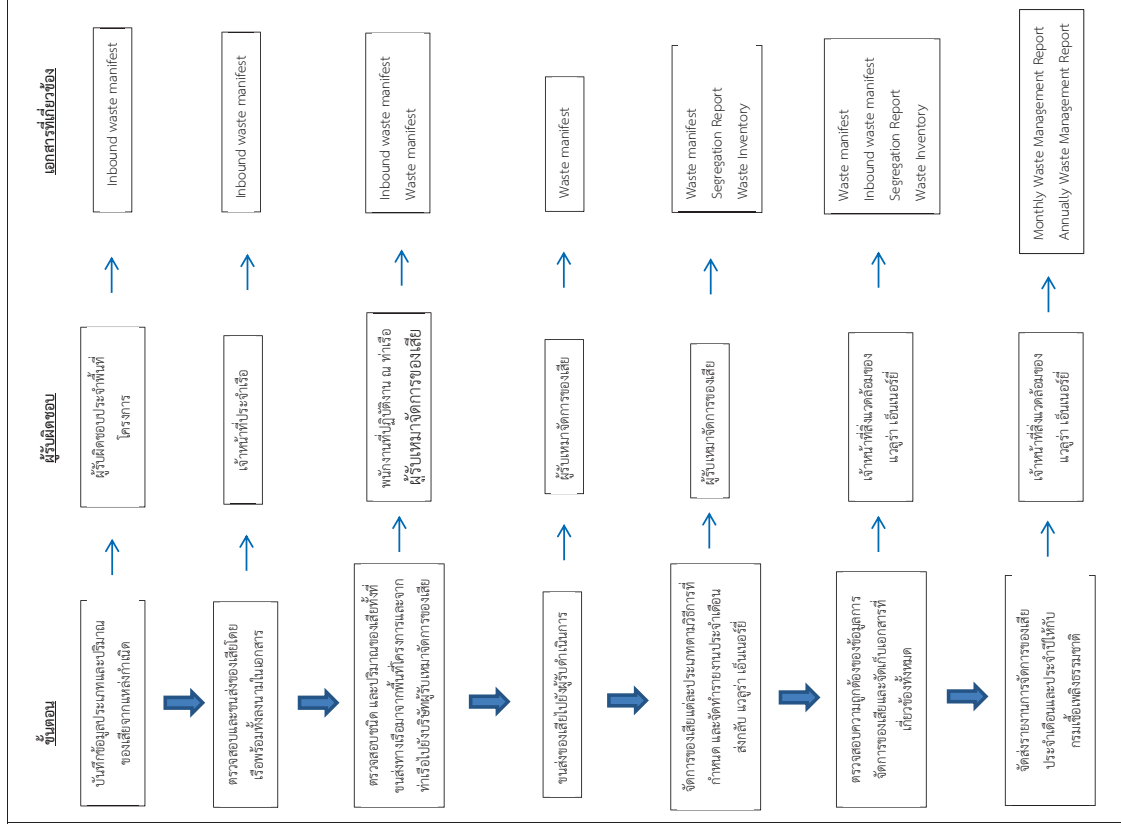 ขั้นตอน
ผู้รับผิดชอบ
เอกสารที่เกี่ยวข้อง
บันทึกข้อมูลประเภทและปริมาณ
ของเสียจากแหล่งกำเนิด
ผู้รับผิดชอบประจำพื้นที่
โครงการ
Inbound waste manifest
ตรวจสอบและขนส่งของเสียโดย
เรือพร้อมทั้งลงนามในเอกสาร
เจ้าหน้าที่ประจำเรือ
Inbound waste manifest
ตรวจสอบชนิด และปริมาณของเสียทั้งที่
ขนส่งทางเรือมาจากพื้นที่โครงการและจาก
ท่าเรือไปยังบริษัทผู้รับเหมาจัดการของเสีย
พนักงานที่ปฏิบัติงาน ณ ท่าเรือ
ผู้รับเหมาจัดการของเสีย
Inbound waste manifest
Waste manifest
ขนส่งของเสียไปยังผู้รับดำเนินการ
ผู้รับเหมาจัดการของเสีย
Waste manifest
จัดการของเสียแต่ละประเภทตามวิธีการที่
กำหนด และจัดทำรายงานประจำเดือน
ส่งกลับ แวลูร่า เอ็นเนอร์ยี่
ผู้รับเหมาจัดการของเสีย
Waste manifest
Segregation Report
Waste Inventory
ตรวจสอบความถูกต้องของข้อมูลการ
จัดการของเสียและจัดเก็บเอกสารที่
เกี่ยวข้องทั้งหมด
เจ้าหน้าที่สิ่งแวดล้อมของ
แวลูร่า เอ็นเนอร์ยี่
Waste manifest
Inbound waste manifest
Segregation Report
Waste Inventory
จัดส่งรายงานการจัดการของเสีย
ประจำเดือนและประจำปีให้กับ
กรมเชื้อเพลิงธรรมชาติ
เจ้าหน้าที่สิ่งแวดล้อมของ
แวลูร่า เอ็นเนอร์ยี่
Monthly Waste Management Report
Annually Waste Management Report